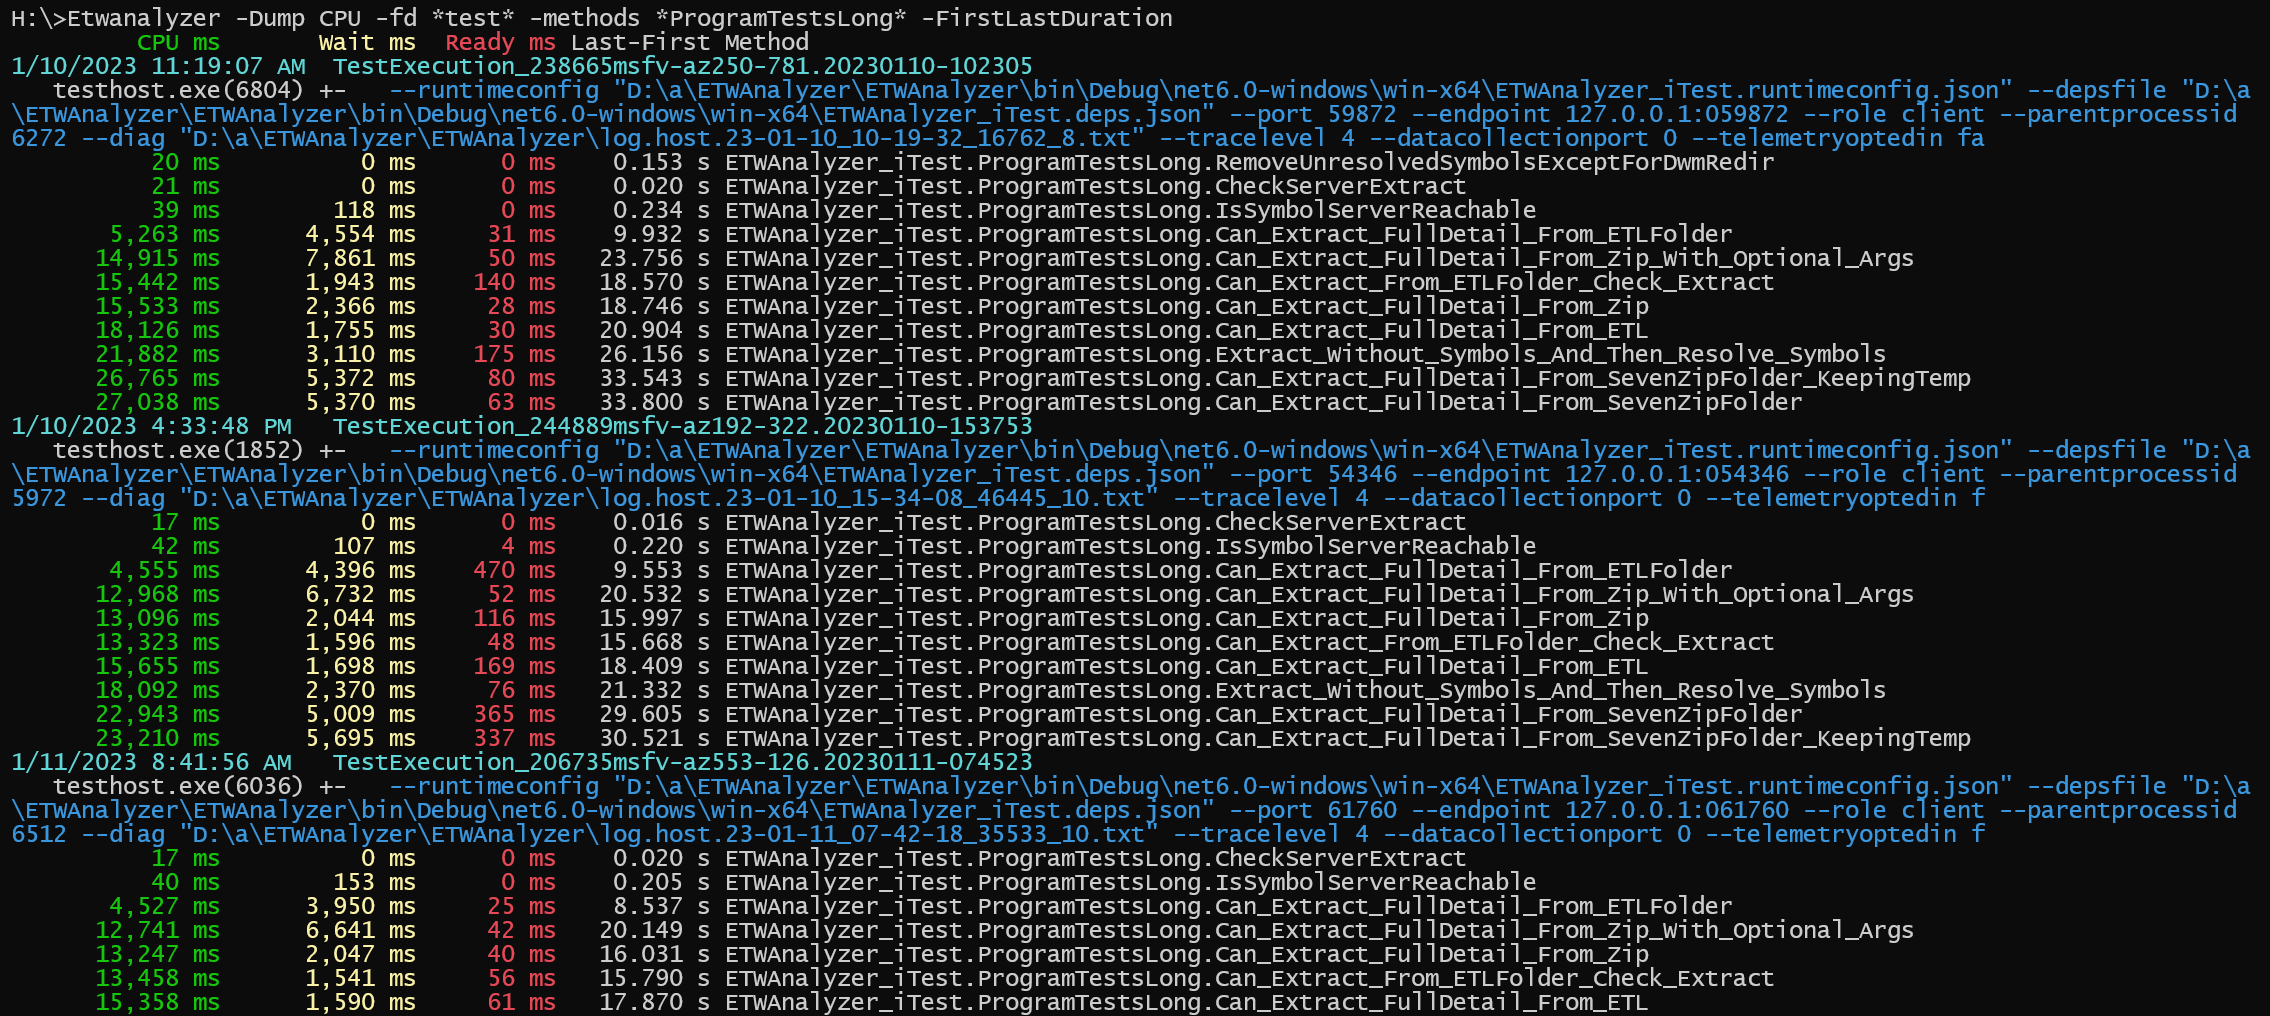 H:\>Etwanalyzer -Dump CPU -fd *test* -methods *ProgramTestsLong* -FirstLastDuration
CPU ms Wait ms Ready ms Last-First Method
1/10/2023 11:19:07 AM TestExecution_238665msfv-az250-781.20230110-102305
testhost.exe(6804) +- --runtimeconfig "D:\a\ETWAnalyzer\ETWAnalyzer\bin\Debug\net6.0-windows\win-x64\ETWAnalyzer_iTest.runtimeconfig.json" --depsfile "D:\a
\ETWAnalyzer\ETWAnalyzer\bin\Debug\net6.0-windows\win-x64\ETWAnalyzer_iTest.deps.json" --port 59872 --endpoint 127.0.0.1:059872 --role client --parentprocessid
6272 --diag "D:\a\ETWAnalyzer\ETWAnalyzer\log.host.23-01-10_10-19-32_16762_8.txt" --tracelevel 4 --datacollectionport 0 --telemetryoptedin fa
20 ms 0 ms 0 ms 0.153 s ETWAnalyzer_iTest.ProgramTestsLong.RemoveUnresolvedSymbolsExceptForDwmRedir
21 ms 0 ms 0 ms 0.020 s ETWAnalyzer_iTest.ProgramTestsLong.CheckServerExtract
39 ms 118 ms 0 ms 0.234 s ETWAnalyzer_iTest.ProgramTestsLong.IsSymbolServerReachable
5,263 ms 4,554 ms 31 ms 9.932 s ETWAnalyzer_iTest.ProgramTestsLong.Can_Extract_FullDetail_From_ETLFolder
14,915 ms 7,861 ms 50 ms 23.756 s ETWAnalyzer_iTest.ProgramTestsLong.Can_Extract_FullDetail_From_Zip_With_Optional_Args
15,442 ms 1,943 ms 140 ms 18.570 s ETWAnalyzer_iTest.ProgramTestsLong.Can_Extract_From_ETLFolder_Check_Extract
15,533 ms 2,366 ms 28 ms 18.746 s ETWAnalyzer_iTest.ProgramTestsLong.Can_Extract_FullDetail_From_Zip
18,126 ms 1,755 ms 30 ms 20.904 s ETWAnalyzer_iTest.ProgramTestsLong.Can_Extract_FullDetail_From_ETL
21,882 ms 3,110 ms 175 ms 26.156 s ETWAnalyzer_iTest.ProgramTestsLong.Extract_Without_Symbols_And_Then_Resolve_Symbols
26,765 ms 5,372 ms 80 ms 33.543 s ETWAnalyzer_iTest.ProgramTestsLong.Can_Extract_FullDetail_From_SevenZipFolder_KeepingTemp
27,038 ms 5,370 ms 63 ms 33.800 s ETWAnalyzer_iTest.ProgramTestsLong.Can_Extract_FullDetail_From_SevenZipFolder
1/10/2023 4:33:48 PM TestExecution_244889msfv-az192-322.20230110-153753
testhost.exe(1852) +- --runtimeconfig "D:\a\ETWAnalyzer\ETWAnalyzer\bin\Debug\net6.0-windows\win-x64\ETWAnalyzer_iTest.runtimeconfig.json" --depsfile "D:\a
\ETWAnalyzer\ETWAnalyzer\bin\Debug\net6.0-windows\win-x64\ETWAnalyzer_iTest.deps.json" --port 54346 --endpoint 127.0.0.1:054346 --role client --parentprocessid
5972 --diag "D:\a\ETWAnalyzer\ETWAnalyzer\log.host.23-01-10_15-34-08_46445_10.txt" --tracelevel 4 --datacollectionport 0 --telemetryoptedin f
17 ms 0 ms 0 ms 0.016 s ETWAnalyzer_iTest.ProgramTestsLong.CheckServerExtract
42 ms 107 ms 4 ms 0.220 s ETWAnalyzer_iTest.ProgramTestsLong.IsSymbolServerReachable
4,555 ms 4,396 ms 470 ms 9.553 s ETWAnalyzer_iTest.ProgramTestsLong.Can_Extract_FullDetail_From_ETLFolder
12,968 ms 6,732 ms 52 ms 20.532 s ETWAnalyzer_iTest.ProgramTestsLong.Can_Extract_FullDetail_From_Zip_With_Optional_Args
13,096 ms 2,044 ms 116 ms 15.997 s ETWAnalyzer_iTest.ProgramTestsLong.Can_Extract_FullDetail_From_Zip
13,323 ms 1,596 ms 48 ms 15.668 s ETWAnalyzer_iTest.ProgramTestsLong.Can_Extract_From_ETLFolder_Check_Extract
15,655 ms 1,698 ms 169 ms 18.409 s ETWAnalyzer_iTest.ProgramTestsLong.Can_Extract_FullDetail_From_ETL
18,092 ms 2,370 ms 76 ms 21.332 s ETWAnalyzer_iTest.ProgramTestsLong.Extract_Without_Symbols_And_Then_Resolve_Symbols
22,943 ms 5,009 ms 365 ms 29.605 s ETWAnalyzer_iTest.ProgramTestsLong.Can_Extract_FullDetail_From_SevenZipFolder
23,210 ms 5,695 ms 337 ms 30.521 s ETWAnalyzer_iTest.ProgramTestsLong.Can_Extract_FullDetail_From_SevenZipFolder_KeepingTemp
1/11/2023 8:41:56 AM TestExecution_206735msfv-az553-126.20230111-074523
testhost.exe(6036) +- --runtimeconfig "D:\a\ETWAnalyzer\ETWAnalyzer\bin\Debug\net6.0-windows\win-x64\ETWAnalyzer_iTest.runtimeconfig.json" --depsfile "D:\a
\ETWAnalyzer\ETWAnalyzer\bin\Debug\net6.0-windows\win-x64\ETWAnalyzer_iTest.deps.json" --port 61760 --endpoint 127.0.0.1:061760 --role client --parentprocessid
6512 --diag "D:\a\ETWAnalyzer\ETWAnalyzer\log.host.23-01-11_07-42-18_35533_10.txt" --tracelevel 4 --datacollectionport 0 --telemetryoptedin f
17 ms 0 ms 0 ms 0.020 s ETWAnalyzer_iTest.ProgramTestsLong.CheckServerExtract
40 ms 153 ms 0 ms 0.205 s ETWAnalyzer_iTest.ProgramTestsLong.IsSymbolServerReachable
4,527 ms 3,950 ms 25 ms 8.537 s ETWAnalyzer_iTest.ProgramTestsLong.Can_Extract_FullDetail_From_ETLFolder
12,741 ms 6,641 ms 42 ms 20.149 s ETWAnalyzer_iTest.ProgramTestsLong.Can_Extract_FullDetail_From_Zip_With_Optional_Args
13,247 ms 2,047 ms 40 ms 16.031 s ETWAnalyzer_iTest.ProgramTestsLong.Can_Extract_FullDetail_From_Zip
13,458 ms 1,541 ms 56 ms 15.790 s ETWAnalyzer_iTest.ProgramTestsLong.Can_Extract_From_ETLFolder_Check_Extract
15,358 ms 1,590 ms 61 ms 17.870 s ETWAnalyzer_iTest.ProgramTestsLong.Can_Extract_FullDetail_From_ETL